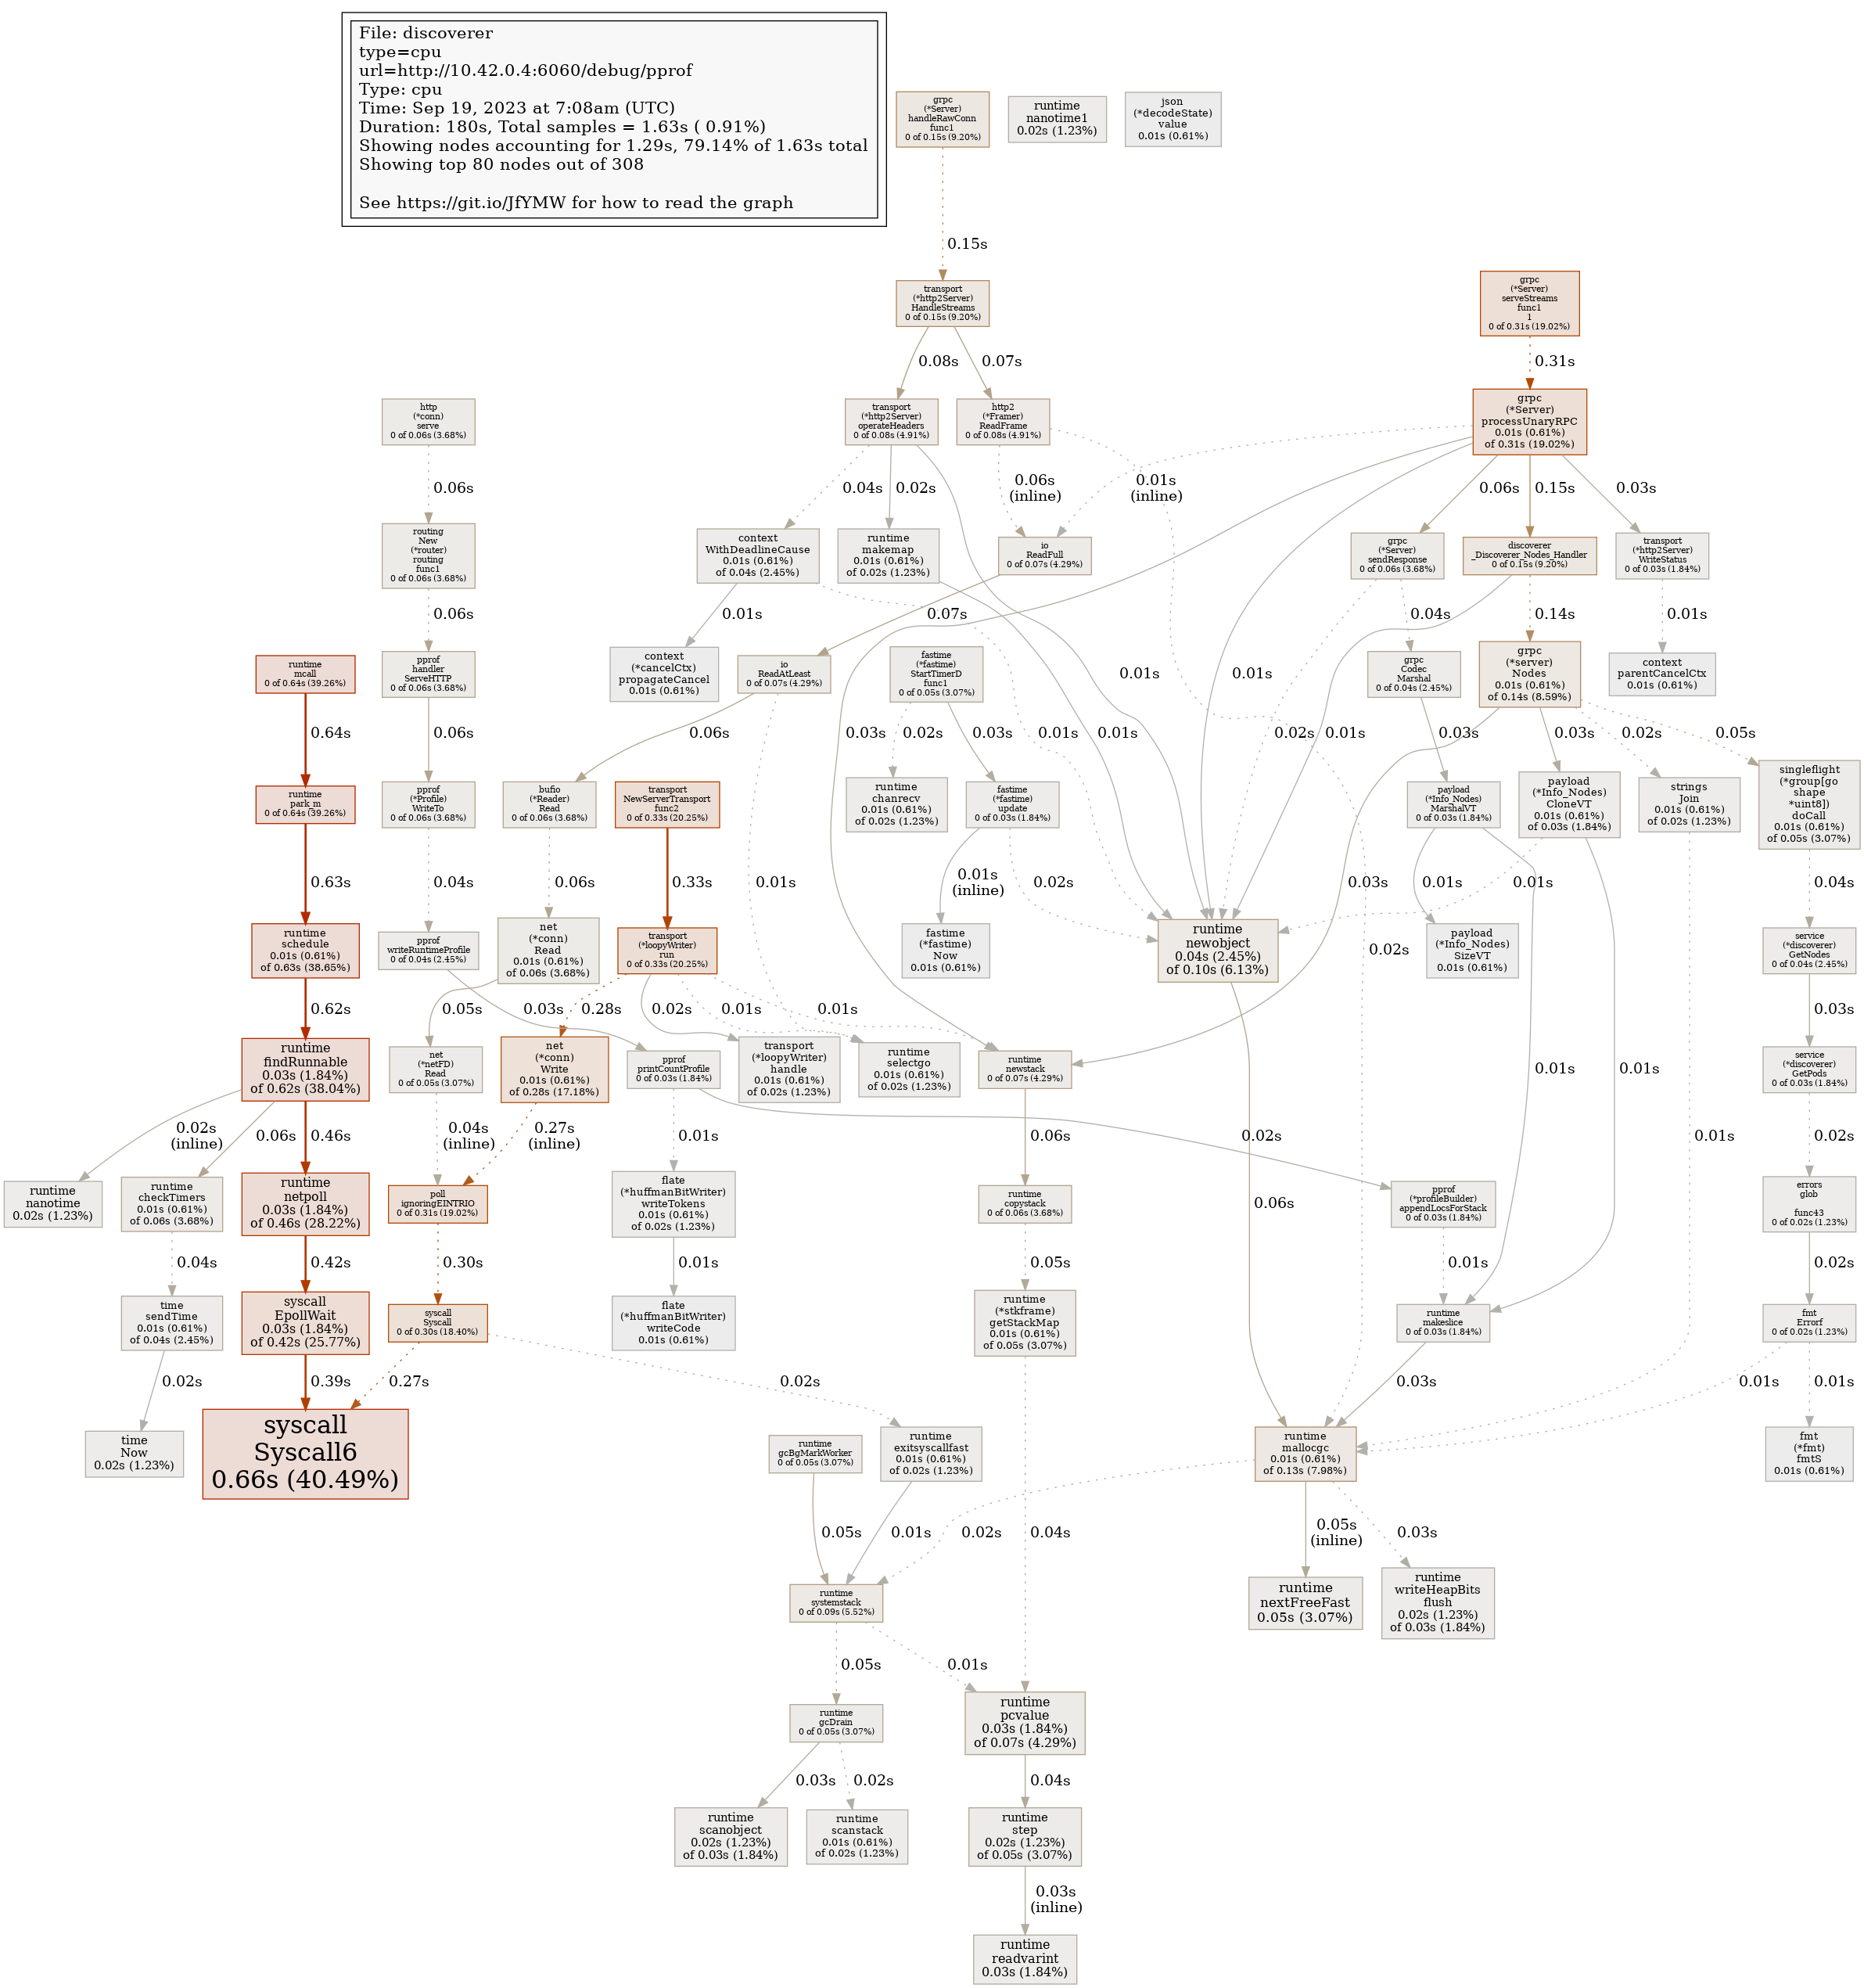 File: discoverer
type=cpu
url=http://10.42.0.4:6060/debug/pprof
Type: cpu
Time: Sep 19, 2023 at 7:08am (UTC)
Duration: 180s, Total samples = 1.63s ( 0.91%)
Showing nodes accounting for 1.29s, 79.14% of 1.63s total
Showing top 80 nodes out of 308
See https://git.io/JfYMW for how to read the graph
grpc
(*Server)
handleRawConn
func1
0 of 0.15s (9.20%)
runtime
nanotime1
0.02s (1.23%)
json
(*decodeState)
value
0.01s (0.61%)
0.15s
transport
(*http2Server)
HandleStreams
0 of 0.15s (9.20%)
grpc
(*Server)
serveStreams
func1
1
0 of 0.31s (19.02%)
0.08s
0.07s
0.31s
http
(*conn)
serve
0 of 0.06s (3.68%)
transport
(*http2Server)
operateHeaders
0 of 0.08s (4.91%)
http2
(*Framer)
ReadFrame
0 of 0.08s (4.91%)
grpc
(*Server)
processUnaryRPC
0.01s (0.61%)
of 0.31s (19.02%)
0.06s
0.04s
0.02s
0.06s
(inline)
0.01s
(inline)
0.06s
0.15s
0.03s
routing
New
(*router)
routing
func1
0 of 0.06s (3.68%)
context
WithDeadlineCause
0.01s (0.61%)
of 0.04s (2.45%)
runtime
makemap
0.01s (0.61%)
of 0.02s (1.23%)
io
ReadFull
0 of 0.07s (4.29%)
grpc
(*Server)
sendResponse
0 of 0.06s (3.68%)
discoverer
_Discoverer_Nodes_Handler
0 of 0.15s (9.20%)
transport
(*http2Server)
WriteStatus
0 of 0.03s (1.84%)
0.06s
0.01s
0.07s
0.04s
0.14s
0.01s
runtime
mcall
0 of 0.64s (39.26%)
pprof
handler
ServeHTTP
0 of 0.06s (3.68%)
context
(*cancelCtx)
propagateCancel
0.01s (0.61%)
io
ReadAtLeast
0 of 0.07s (4.29%)
fastime
(*fastime)
StartTimerD
func1
0 of 0.05s (3.07%)
0.01s
0.01s
grpc
Codec
Marshal
0 of 0.04s (2.45%)
grpc
(*server)
Nodes
0.01s (0.61%)
of 0.14s (8.59%)
context
parentCancelCtx
0.01s (0.61%)
0.64s
0.06s
0.06s
0.03s
0.02s
0.03s
0.01s
0.01s
0.02s
0.01s
0.03s
0.03s
0.02s
0.05s
runtime
park_m
0 of 0.64s (39.26%)
pprof
(*Profile)
WriteTo
0 of 0.06s (3.68%)
bufio
(*Reader)
Read
0 of 0.06s (3.68%)
transport
NewServerTransport
func2
0 of 0.33s (20.25%)
runtime
chanrecv
0.01s (0.61%)
of 0.02s (1.23%)
fastime
(*fastime)
update
0 of 0.03s (1.84%)
payload
(*Info_Nodes)
MarshalVT
0 of 0.03s (1.84%)
payload
(*Info_Nodes)
CloneVT
0.01s (0.61%)
of 0.03s (1.84%)
strings
Join
0.01s (0.61%)
of 0.02s (1.23%)
singleflight
(*group[go
shape
*uint8])
doCall
0.01s (0.61%)
of 0.05s (3.07%)
0.63s
0.04s
0.06s
0.33s
0.01s
0.01s
(inline)
0.02s
0.03s
0.01s
0.01s
0.04s
runtime
schedule
0.01s (0.61%)
of 0.63s (38.65%)
pprof
writeRuntimeProfile
0 of 0.04s (2.45%)
net
(*conn)
Read
0.01s (0.61%)
of 0.06s (3.68%)
transport
(*loopyWriter)
run
0 of 0.33s (20.25%)
fastime
(*fastime)
Now
0.01s (0.61%)
runtime
newobject
0.04s (2.45%)
of 0.10s (6.13%)
0.02s
payload
(*Info_Nodes)
SizeVT
0.01s (0.61%)
service
(*discoverer)
GetNodes
0 of 0.04s (2.45%)
0.62s
0.05s
0.03s
0.28s
0.02s
0.01s
0.01s
0.03s
runtime
findRunnable
0.03s (1.84%)
of 0.62s (38.04%)
net
(*netFD)
Read
0 of 0.05s (3.07%)
net
(*conn)
Write
0.01s (0.61%)
of 0.28s (17.18%)
pprof
printCountProfile
0 of 0.03s (1.84%)
transport
(*loopyWriter)
handle
0.01s (0.61%)
of 0.02s (1.23%)
runtime
selectgo
0.01s (0.61%)
of 0.02s (1.23%)
runtime
newstack
0 of 0.07s (4.29%)
0.01s
0.01s
service
(*discoverer)
GetPods
0 of 0.03s (1.84%)
0.02s
(inline)
0.06s
0.46s
0.04s
(inline)
0.27s
(inline)
0.01s
0.06s
0.02s
0.01s
0.02s
runtime
nanotime
0.02s (1.23%)
runtime
checkTimers
0.01s (0.61%)
of 0.06s (3.68%)
runtime
netpoll
0.03s (1.84%)
of 0.46s (28.22%)
poll
ignoringEINTRIO
0 of 0.31s (19.02%)
flate
(*huffmanBitWriter)
writeTokens
0.01s (0.61%)
of 0.02s (1.23%)
runtime
copystack
0 of 0.06s (3.68%)
0.06s
pprof
(*profileBuilder)
appendLocsForStack
0 of 0.03s (1.84%)
errors
glob
func43
0 of 0.02s (1.23%)
0.04s
0.42s
0.30s
0.01s
0.05s
0.01s
0.02s
time
sendTime
0.01s (0.61%)
of 0.04s (2.45%)
syscall
EpollWait
0.03s (1.84%)
of 0.42s (25.77%)
syscall
Syscall
0 of 0.30s (18.40%)
flate
(*huffmanBitWriter)
writeCode
0.01s (0.61%)
runtime
(*stkframe)
getStackMap
0.01s (0.61%)
of 0.05s (3.07%)
runtime
makeslice
0 of 0.03s (1.84%)
fmt
Errorf
0 of 0.02s (1.23%)
0.02s
0.39s
0.27s
0.02s
0.03s
0.01s
0.01s
time
Now
0.02s (1.23%)
syscall
Syscall6
0.66s (40.49%)
runtime
gcBgMarkWorker
0 of 0.05s (3.07%)
runtime
exitsyscallfast
0.01s (0.61%)
of 0.02s (1.23%)
runtime
mallocgc
0.01s (0.61%)
of 0.13s (7.98%)
fmt
(*fmt)
fmtS
0.01s (0.61%)
0.05s
0.01s
0.02s
0.04s
0.05s
(inline)
0.03s
runtime
systemstack
0 of 0.09s (5.52%)
runtime
nextFreeFast
0.05s (3.07%)
runtime
writeHeapBits
flush
0.02s (1.23%)
of 0.03s (1.84%)
0.05s
0.01s
runtime
gcDrain
0 of 0.05s (3.07%)
runtime
pcvalue
0.03s (1.84%)
of 0.07s (4.29%)
0.03s
0.02s
0.04s
runtime
scanobject
0.02s (1.23%)
of 0.03s (1.84%)
runtime
scanstack
0.01s (0.61%)
of 0.02s (1.23%)
runtime
step
0.02s (1.23%)
of 0.05s (3.07%)
0.03s
(inline)
runtime
readvarint
0.03s (1.84%)